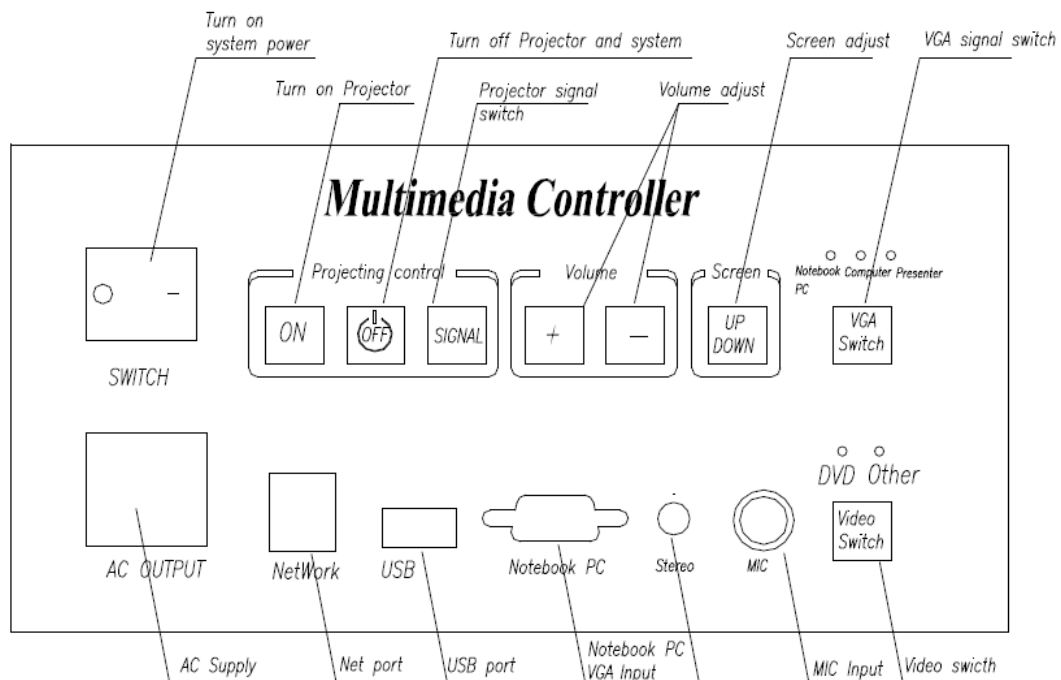 Turn on
system power
Turn off Projector and system
Screen adjust
VGA signal switch
Turn on Projector
Projector signal
switch
Volume adjust
Multimedia Controller
Projecting control
Volume
Screen
Notebook Computer Presenter
PC
ON
OFF
SIGNAL
+
-
UP
DOWN
VGA
Switch
SWITCH
DVD Other
Video
Switch
AC OUTPUT
NetWork
USB
Notebook PC
Stereo
MIC
AC Supply
Net port
USB port
Notebook PC
VGA Input
MIC Input
Video swicth